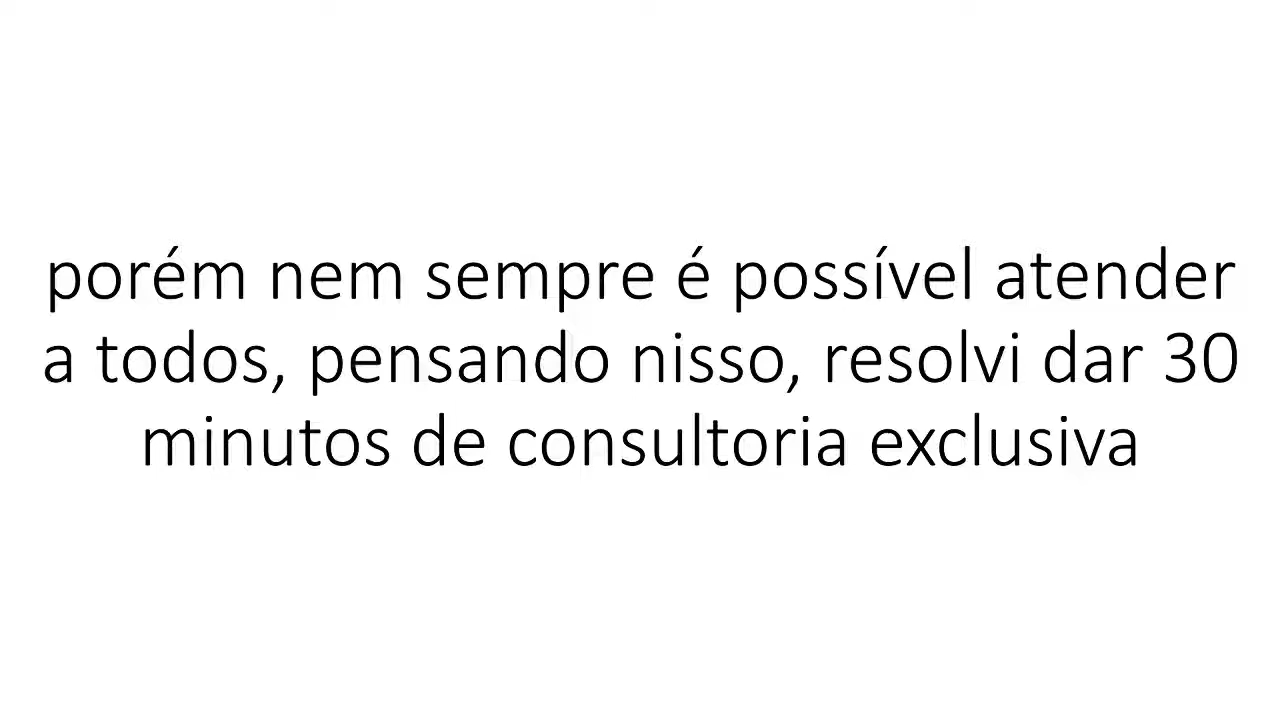 porém nem sempre é possível atender
a todos, pensando nisso, resolvi dar 30
minutos de consultoria exclusiva